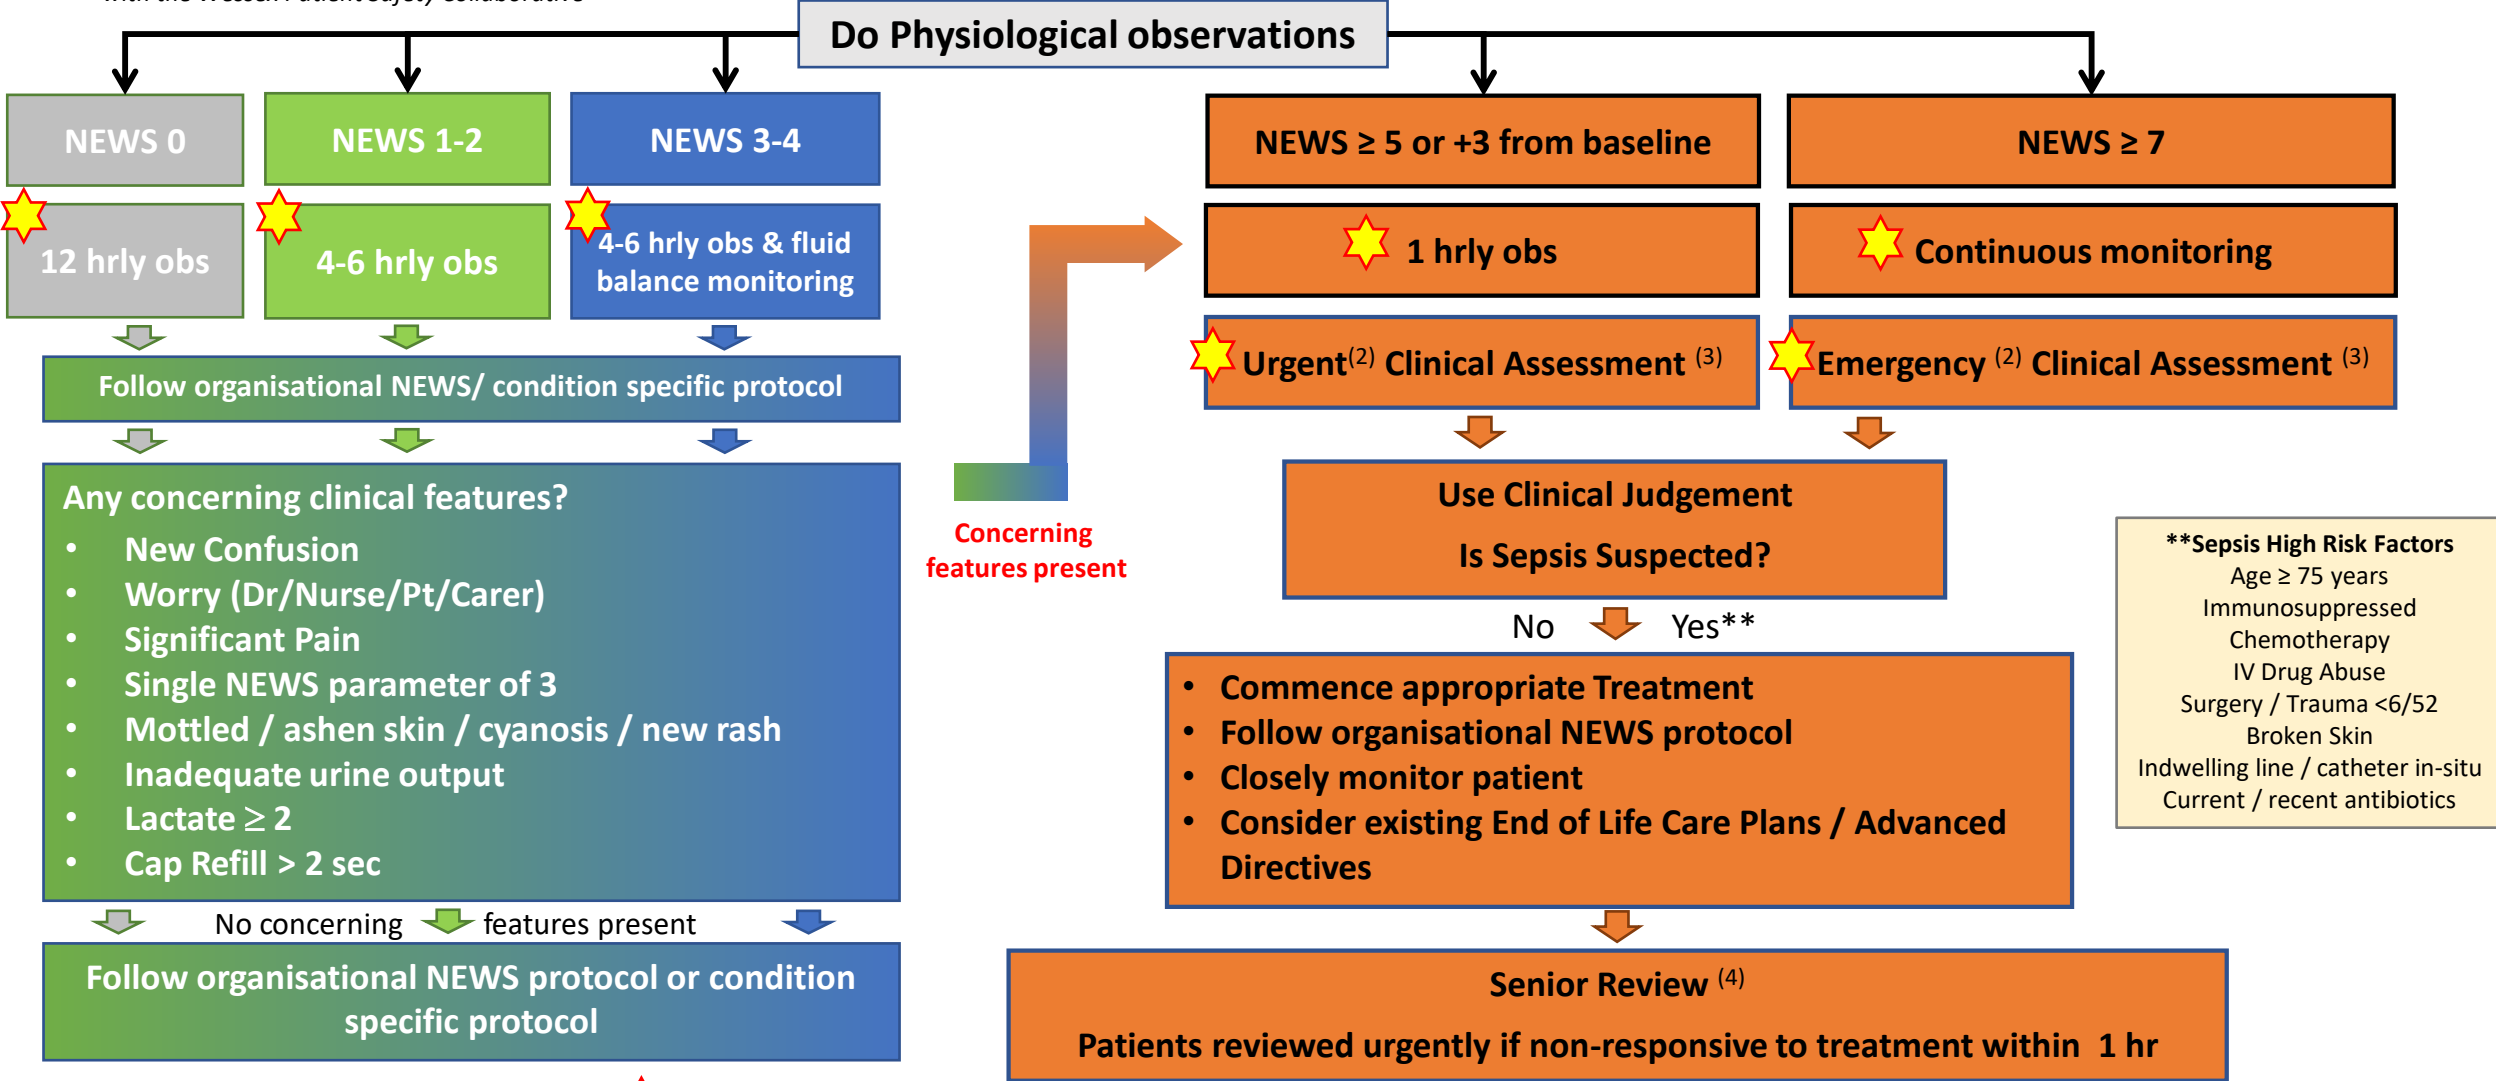 with the Wessex Patient Safety Collaborative
Do Physiological observations
NEWS 0
NEWS 1-2
NEWS 3-4
12 hrly obs
4-6 hrly obs
4-6 hrly obs & fluid
balance monitoring
Follow organisational NEWS/ condition specific protocol
Any concerning clinical features?
• New Confusion
• Worry (Dr/Nurse/Pt/Carer)
• Significant Pain
• Single NEWS parameter of 3
• Mottled / ashen skin / cyanosis / new rash
• Inadequate urine output
• Lactate ≥ 2
• Cap Refill > 2 sec
No concerning features present
Follow organisational NEWS protocol or condition
specific protocol
Concerning
features present
NEWS ≥ 5 or +3 from baseline
NEWS ≥ 7
1 hrly obs
Continuous monitoring
Urgent(2) Clinical Assessment (3)
Emergency (2) Clinical Assessment (3)
Use Clinical Judgement
Is Sepsis Suspected?
No Yes**
• Commence appropriate Treatment
• Follow organisational NEWS protocol
• Closely monitor patient
• Consider existing End of Life Care Plans / Advanced
Directives
Senior Review (4)
Patients reviewed urgently if non-responsive to treatment within 1 hr
**Sepsis High Risk Factors
Age ≥ 75 years
Immunosuppressed
Chemotherapy
IV Drug Abuse
Surgery / Trauma <6/52
Broken Skin
Indwelling line / catheter in-situ
Current / recent antibiotics